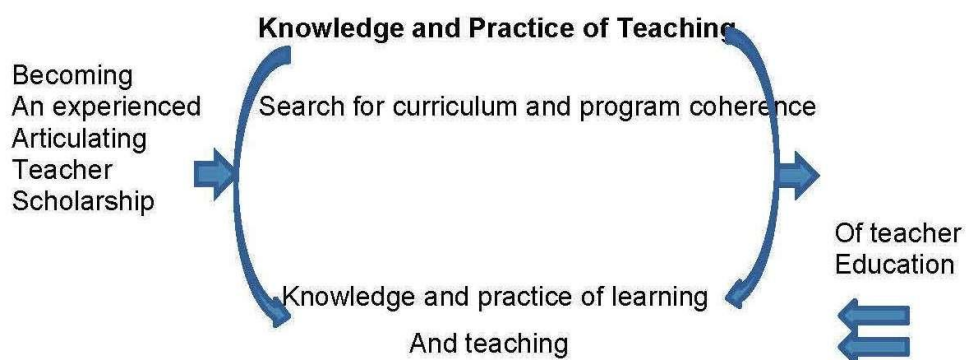 Knowledge and Practice of Teaching
Becoming
An experienced
Articulating
Teacher
Scholarship
Search for curriculum and program coherence
Of teacher
Education
Knowledge and practice of learning
And teaching